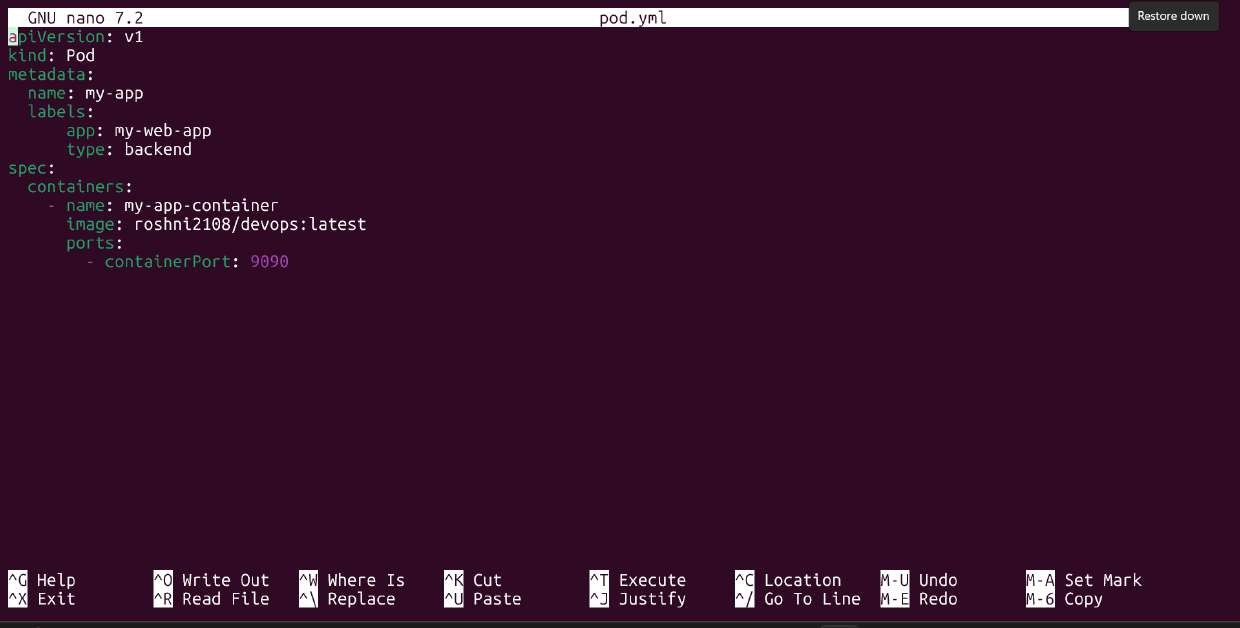 GNU nano 7.2 pod.yml
Restore down
apiVersion: v1
kind: Pod
metadata:
  name: my-app
  labels:
      app: my-web-app
      type: backend
spec:
  containers:
    - name: my-app-container
      image: roshni2108/devops:latest
      ports:
        - containerPort: 9090
^G Help ^O Write Out ^W Where Is ^K Cut ^T Execute ^C Location M-U Undo M-A Set Mark
^X Exit ^R Read File ^\ Replace ^U Paste ^J Justify ^/ Go To Line M-E Redo M-6 Copy